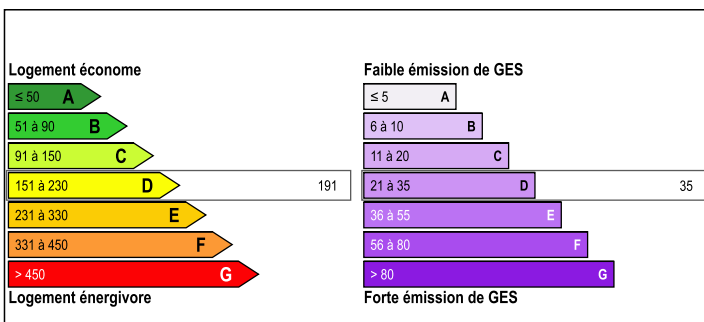 Logement économe
≤ 50 A
51 à 90 B
91 à 150 C
151 à 230 D 191
231 à 330 E
331 à 450 F
> 450 G
Logement énergivore
Faible émission de GES
≤ 5 A
6 à 10 B
11 à 20 C
21 à 35 D 35
36 à 55 E
56 à 80 F
> 80 G
Forte émission de GES